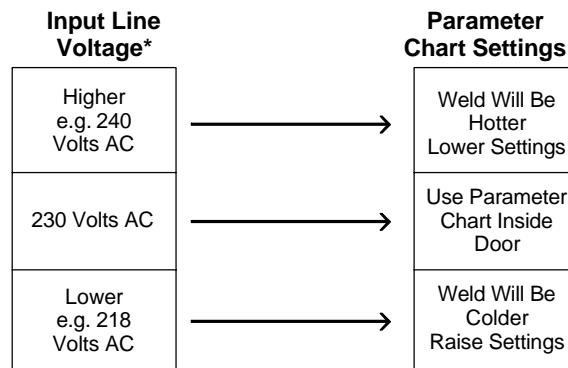 Input Line
Voltage*
Parameter
Chart Settings
Higher
e.g. 240
Volts AC
Weld Will Be
Hotter
Lower Settings
230 Volts AC
Use Parameter
Chart Inside
Door
Lower
e.g. 218
Volts AC
Weld Will Be
Colder
Raise Settings